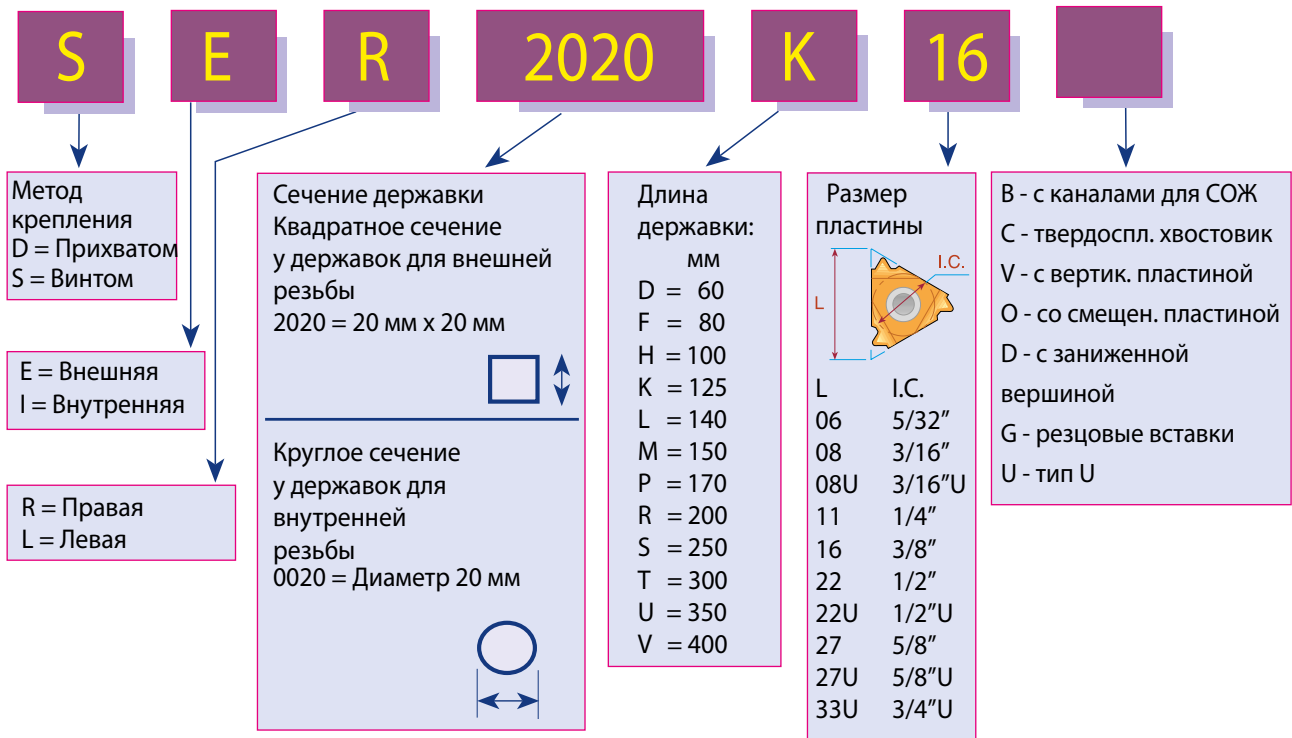 S E R 2020 K 16
Метод
крепления
D = Прихватом
S = Винтом
E = Внешняя
I = Внутренняя
R = Правая
L = Левая
Сечение державки
Квадратное сечение
у державок для внешней
резьбы
2020 = 20 мм x 20 мм
Круглое сечение
у державок для
внутренней
резьбы
0020 = Диаметр 20 мм
Длина
державки:
мм
D = 60
F = 80
H = 100
K = 125
L = 140
M = 150
P = 170
R = 200
S = 250
T = 300
U = 350
V = 400
Размер
пластины
I.C.
L
L I.C.
06 5/32"
08 3/16"
08U 3/16"U
11 1/4"
16 3/8"
22 1/2"
22U 1/2"U
27 5/8"
27U 5/8"U
33U 3/4"U
B - с каналами для СОЖ
C - твердоспл. хвостовик
V - с вертик. пластиной
O - со смещен. пластиной
D - с заниженной
вершиной
G - резцовые вставки
U - тип U